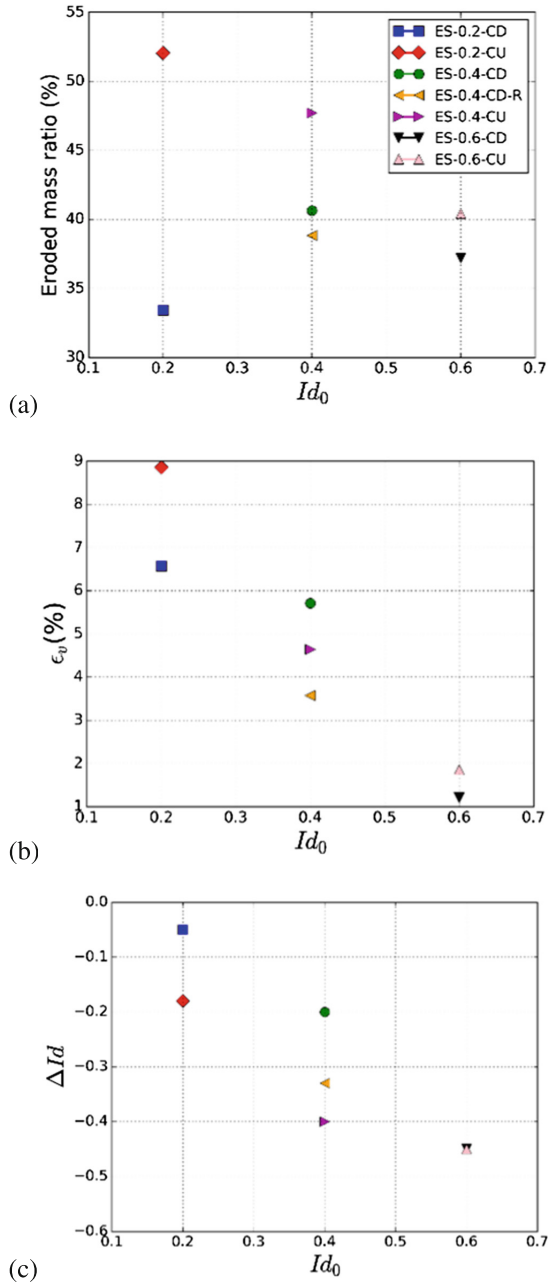 55
50
45
40
35
30
Eroded mass ratio (%)
ES-0.2-CD
ES-0.2-CU
ES-0.4-CD
ES-0.4-CD-R
ES-0.4-CU
ES-0.6-CD
ES-0.6-CU
0.1 0.2 0.3 0.4 0.5 0.6 0.7
Id₀
(a)
9
8
7
6
5
4
3
2
1
ϵᵥ(%)
0.1 0.2 0.3 0.4 0.5 0.6 0.7
Id₀
(b)
0.0
−0.1
−0.2
−0.3
−0.4
−0.5
−0.6
ΔId
0.1 0.2 0.3 0.4 0.5 0.6 0.7
Id₀
(c)